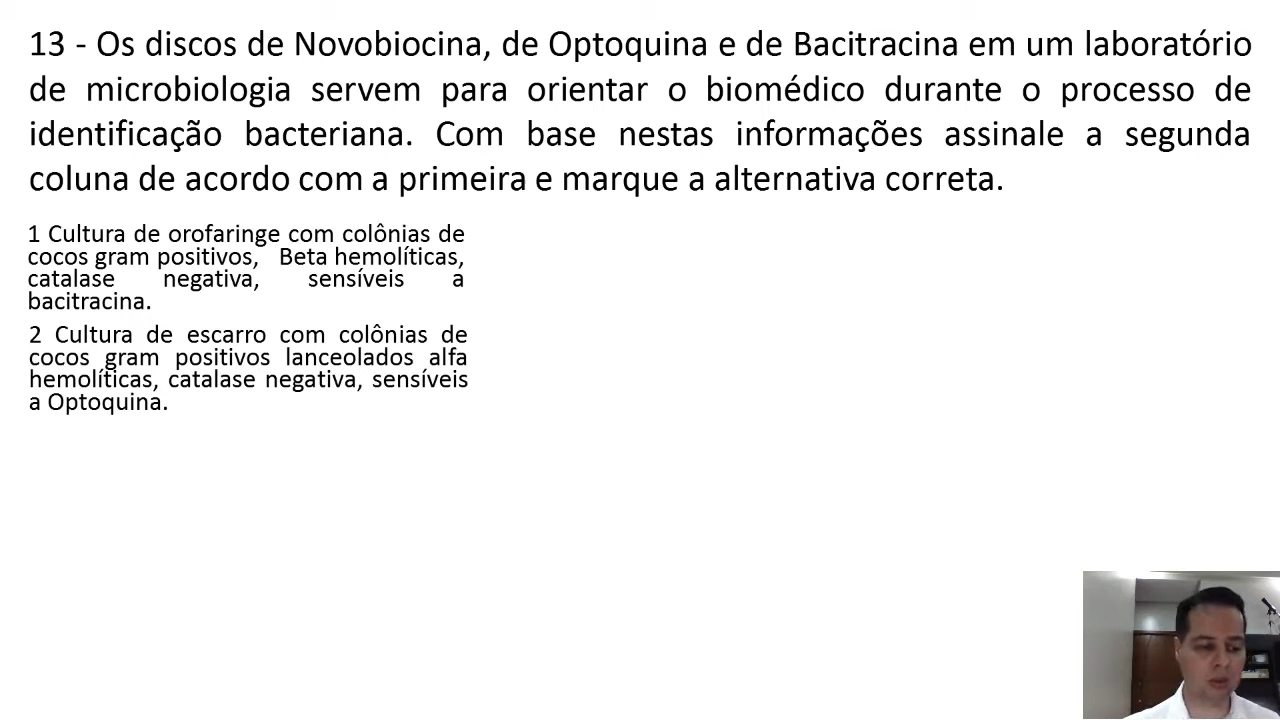 13 - Os discos de Novobiocina, de Optoquina e de Bacitracina em um laboratório
de microbiologia servem para orientar o biomédico durante o processo de
identificação bacteriana. Com base nestas informações assinale a segunda
coluna de acordo com a primeira e marque a alternativa correta.
1 Cultura de orofaringe com colônias de
cocos gram positivos, Beta hemolíticas,
catalase negativa, sensíveis a
bacitracina.
2 Cultura de escarro com colônias de
cocos gram positivos lanceolados alfa
hemolíticas, catalase negativa, sensíveis
a Optoquina.